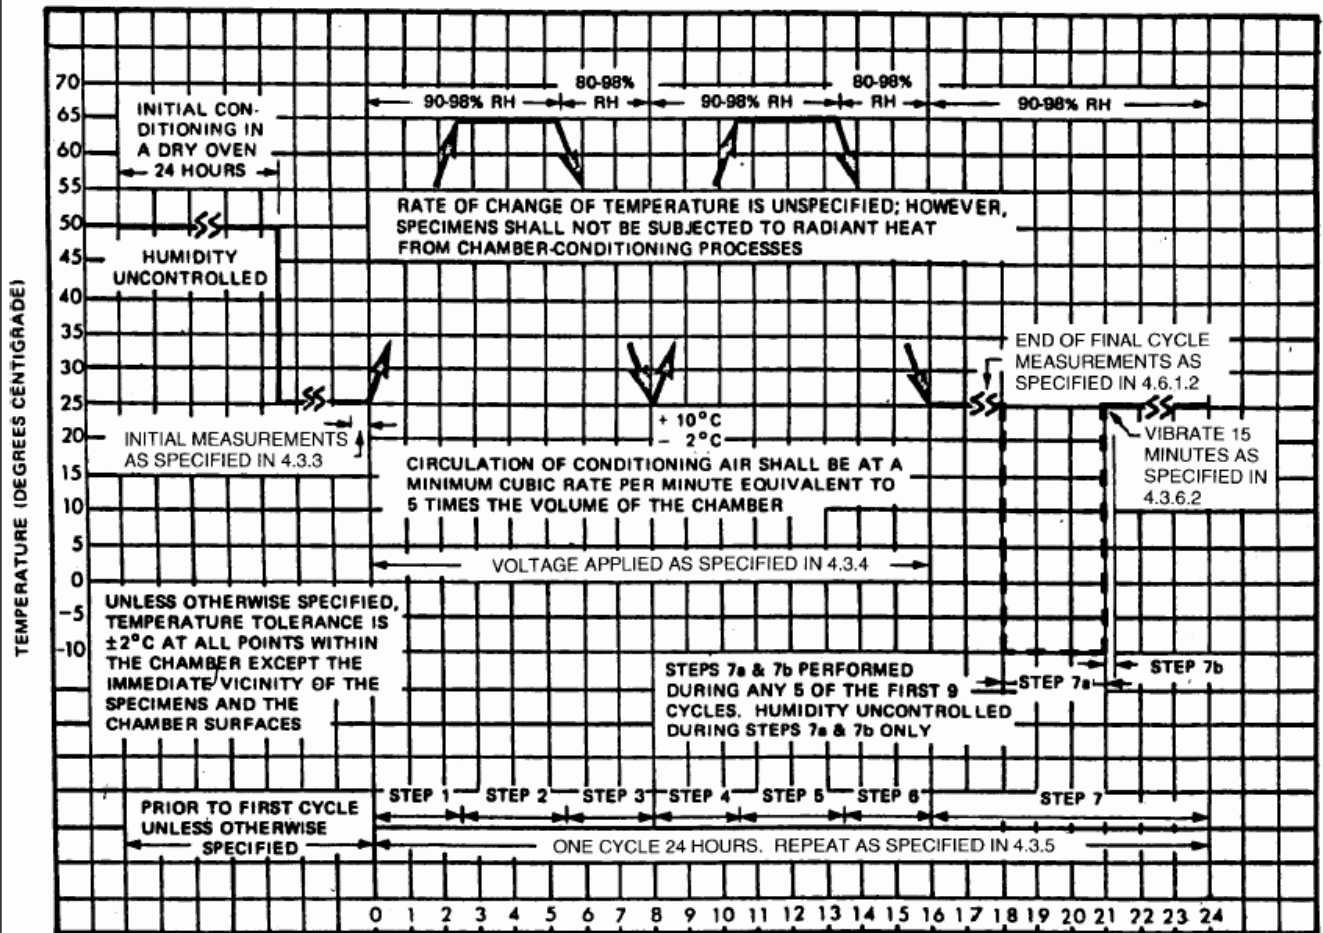 80-98%
80-98%
90-98% RH
RH
90-98% RH
RH
90-98% RH
70
65
60
55
50
45
40
35
30
25
20
15
10
5
0
-5
-10
TEMPERATURE (DEGREES CENTIGRADE)
INITIAL CON-
DITIONING IN
A DRY OVEN
24 HOURS
HUMIDITY
UNCONTROLLED
RATE OF CHANGE OF TEMPERATURE IS UNSPECIFIED; HOWEVER,
SPECIMENS SHALL NOT BE SUBJECTED TO RADIANT HEAT
FROM CHAMBER-CONDITIONING PROCESSES
END OF FINAL CYCLE
MEASUREMENTS AS
SPECIFIED IN 4.6.1.2
+ 10°C
- 2°C
INITIAL MEASUREMENTS
AS SPECIFIED IN 4.3.3
VIBRATE 15
MINUTES AS
SPECIFIED IN
4.3.6.2
CIRCULATION OF CONDITIONING AIR SHALL BE AT A
MINIMUM CUBIC RATE PER MINUTE EQUIVALENT TO
5 TIMES THE VOLUME OF THE CHAMBER
VOLTAGE APPLIED AS SPECIFIED IN 4.3.4
UNLESS OTHERWISE SPECIFIED,
TEMPERATURE TOLERANCE IS
±2°C AT ALL POINTS WITHIN
THE CHAMBER EXCEPT THE
IMMEDIATE VICINITY OF THE
SPECIMENS AND THE
CHAMBER SURFACES
STEPS 7a & 7b PERFORMED
DURING ANY 5 OF THE FIRST 9
CYCLES. HUMIDITY UNCONTROLLED
DURING STEPS 7a & 7b ONLY
STEP 7b
STEP 7a
STEP 1
STEP 2
STEP 3
STEP 4
STEP 5
STEP 6
STEP 7
PRIOR TO FIRST CYCLE
UNLESS OTHERWISE
SPECIFIED
ONE CYCLE 24 HOURS. REPEAT AS SPECIFIED IN 4.3.5
0 1 2 3 4 5 6 7 8 9 10 11 12 13 14 15 16 17 18 19 20 21 22 23 24